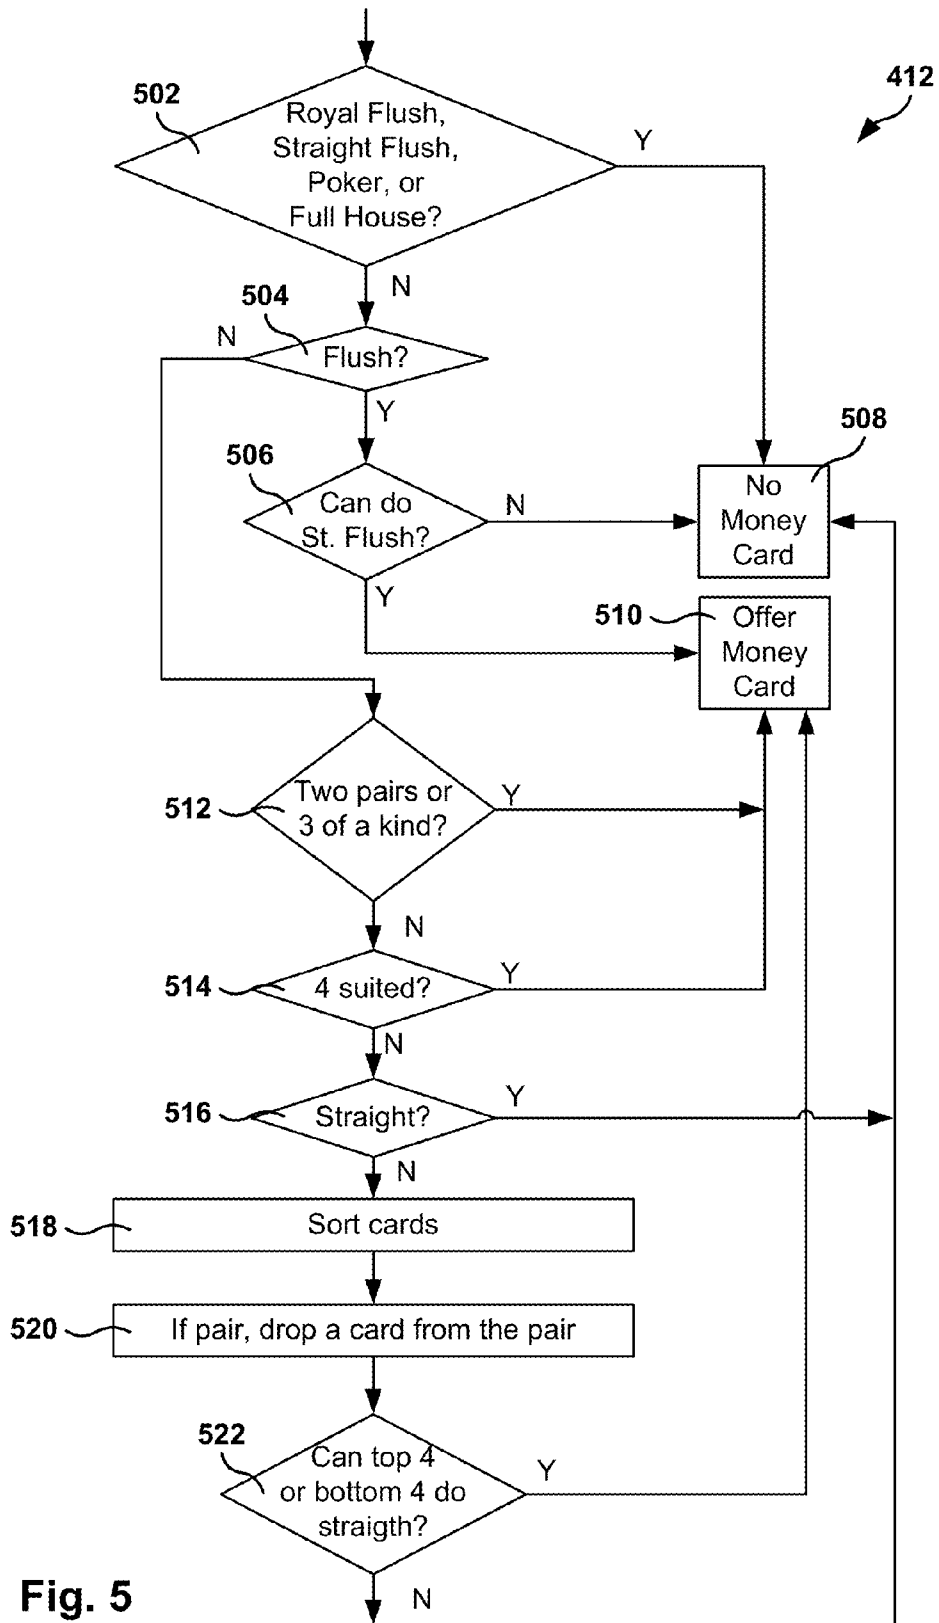 412
502
Royal Flush,
Straight Flush,
Poker, or
Full House?
Y
N
504
N
Flush?
Y
506
Can do
St. Flush?
N
Y
508
No
Money
Card
510
Offer
Money
Card
512
Two pairs or
3 of a kind?
Y
N
514
4 suited?
Y
N
516
Straight?
Y
N
518
Sort cards
520
If pair, drop a card from the pair
522
Can top 4
or bottom 4 do
straigth?
Y
N
Fig. 5